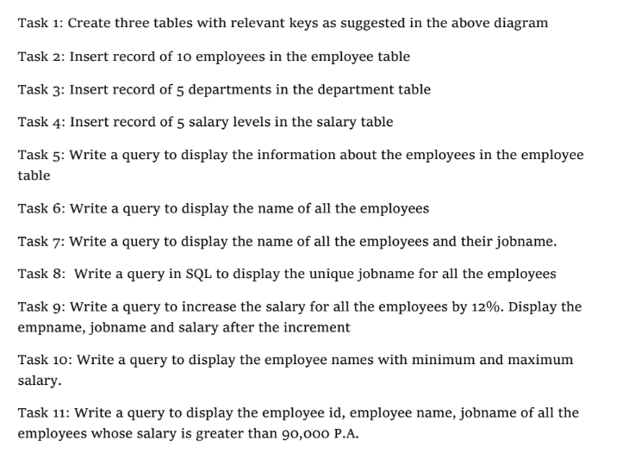 Task 1: Create three tables with relevant keys as suggested in the above diagram
Task 2: Insert record of 10 employees in the employee table
Task 3: Insert record of 5 departments in the department table
Task 4: Insert record of 5 salary levels in the salary table
Task 5: Write a query to display the information about the employees in the employee
table
Task 6: Write a query to display the name of all the employees
Task 7: Write a query to display the name of all the employees and their jobname.
Task 8:  Write a query in SQL to display the unique jobname for all the employees
Task 9: Write a query to increase the salary for all the employees by 12%. Display the
empname, jobname and salary after the increment
Task 10: Write a query to display the employee names with minimum and maximum
salary.
Task 11: Write a query to display the employee id, employee name, jobname of all the
employees whose salary is greater than 90,000 P.A.